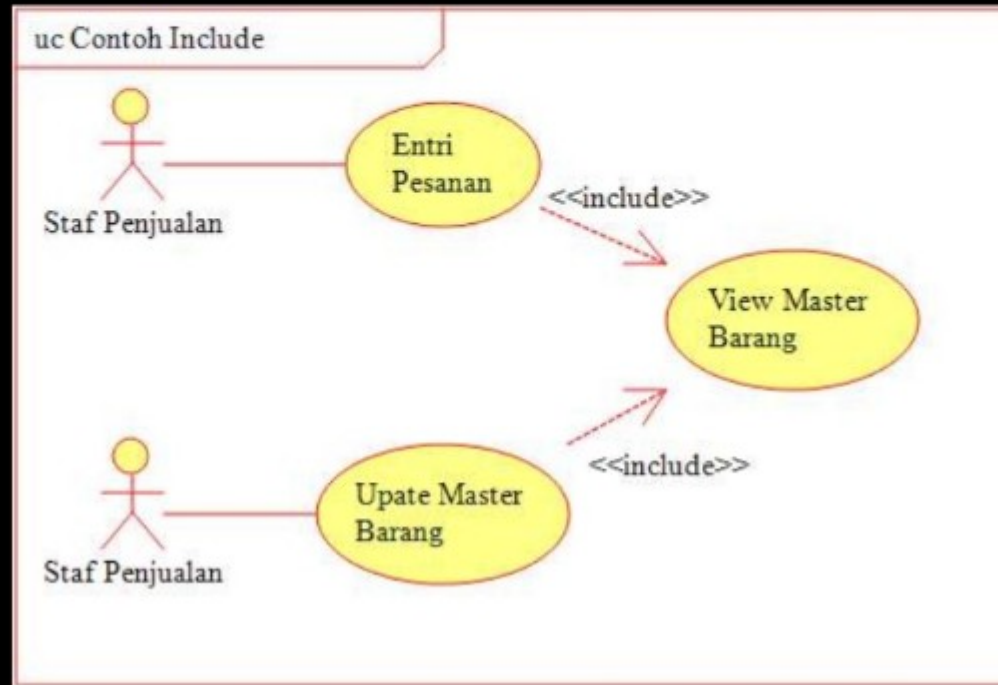 uc Contoh Include
Entri
Pesanan
<<include>>
Staf Penjualan
View Master
Barang
<<include>>
Upate Master
Barang
Staf Penjualan